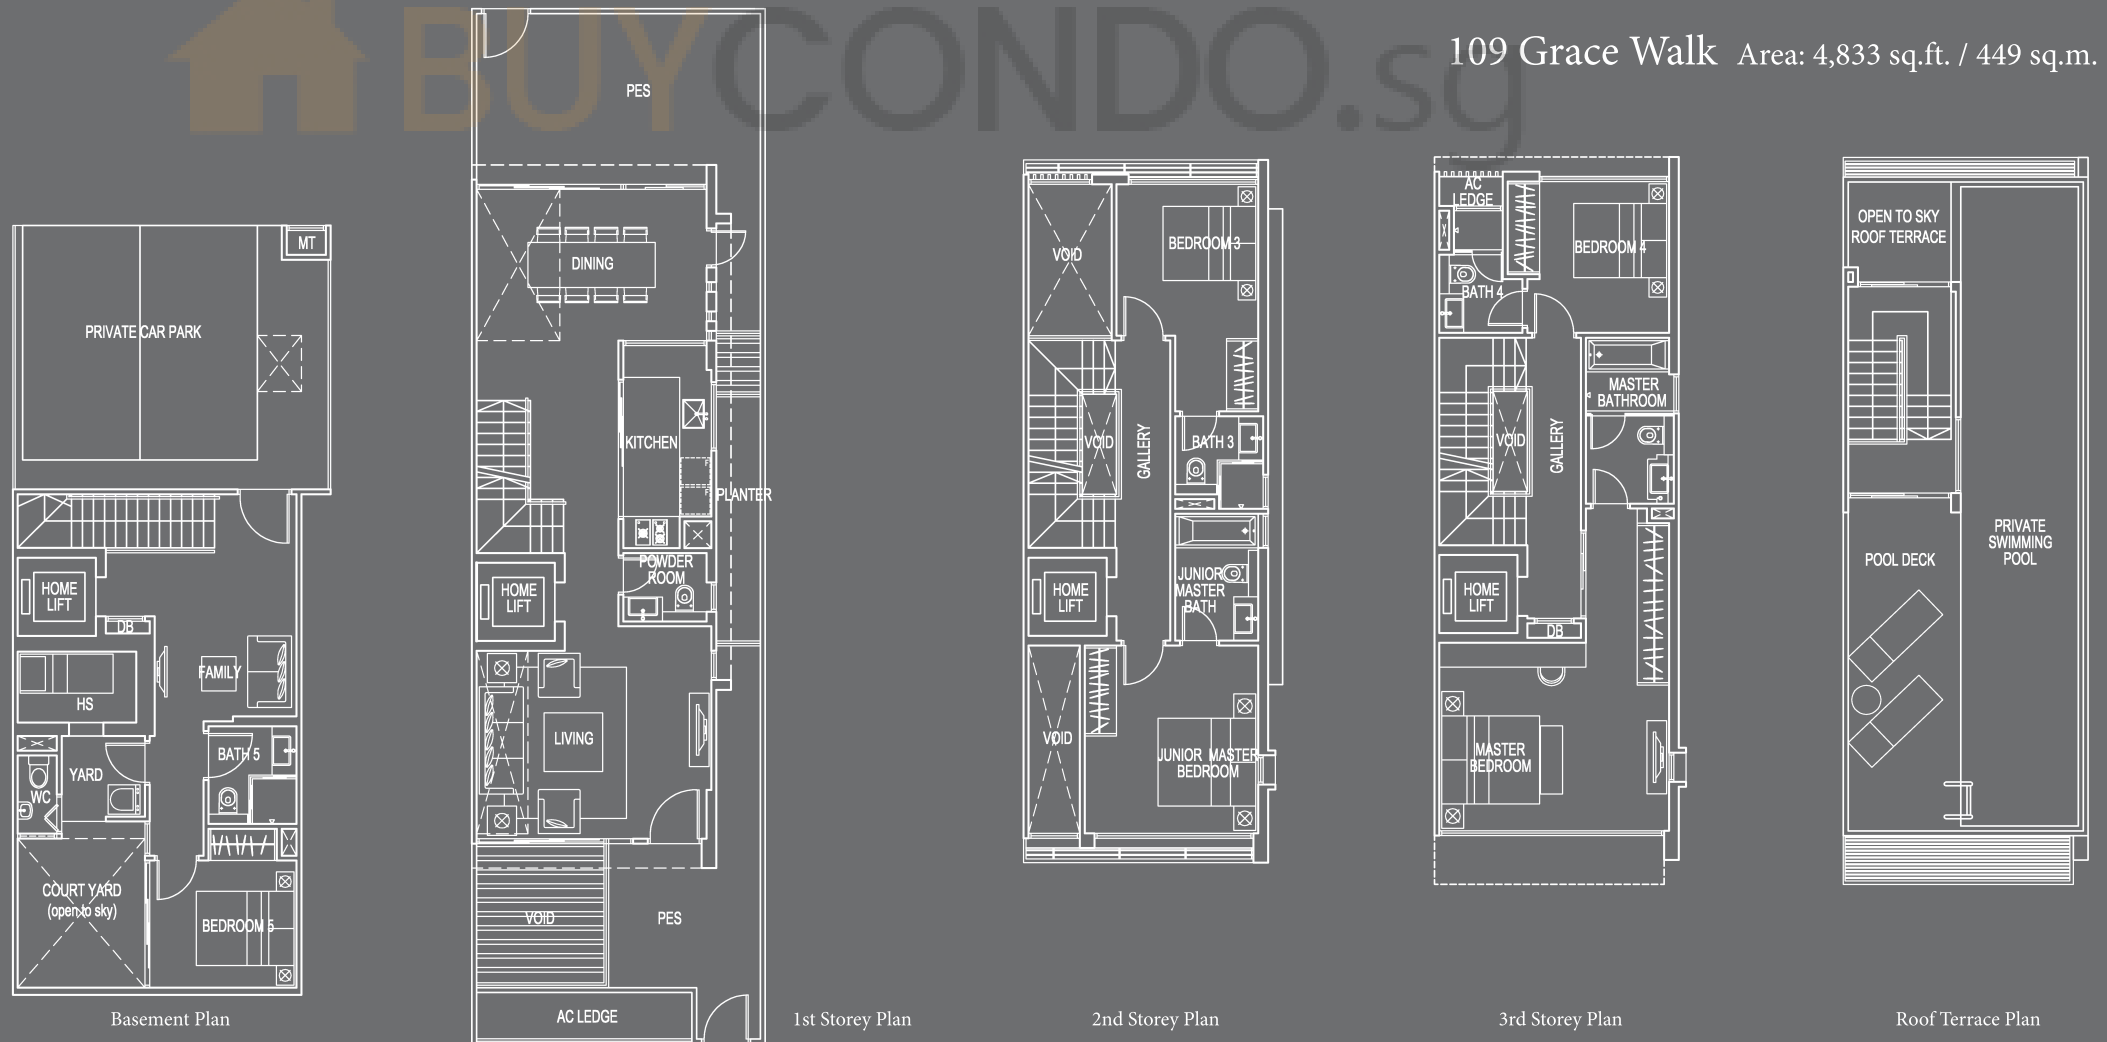 BUYCONDO.sg
109 Grace Walk Area: 4,833 sq.ft. / 449 sq.m.
MT
PRIVATE CAR PARK
HOME
LIFT
DB
FAMILY
HS
BATH 5
YARD
WC
COURT YARD
(open to sky)
BEDROOM 5
Basement Plan
PES
DINING
KITCHEN
F
F
PLANTER
POWDER
ROOM
HOME
LIFT
LIVING
VOID
PES
AC LEDGE
1st Storey Plan
VOID
BEDROOM 3
VOID
GALLERY
BATH 3
HOME
LIFT
JUNIOR
MASTER
BATH
VOID
JUNIOR MASTER
BEDROOM
2nd Storey Plan
AC
LEDGE
BEDROOM 4
BATH 4
MASTER
BATHROOM
VOID
GALLERY
HOME
LIFT
DB
MASTER
BEDROOM
3rd Storey Plan
OPEN TO SKY
ROOF TERRACE
POOL DECK
PRIVATE
SWIMMING
POOL
Roof Terrace Plan